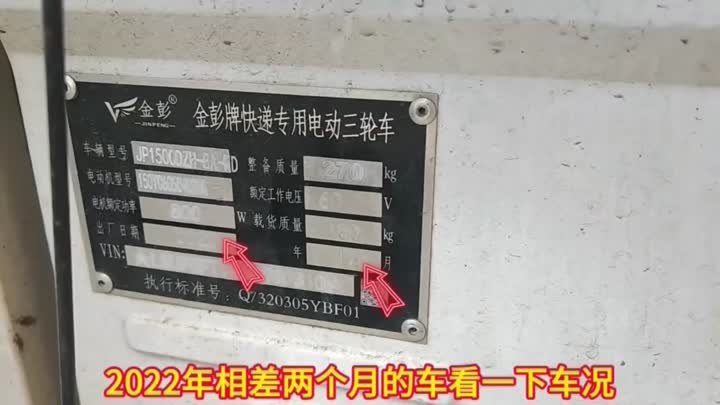 金彭®
JINPENG
金彭牌快递专用电动三轮车
车辆型号 JP1500DZH- 整备质量 270 kg
电动机型号 额定工作电压 V
电机额定功率 800 W 载货质量 kg
出厂日期 年 12 月
VIN:
执行标准号: Q7320305YBF01
2022年相差两个月的车看一下车况